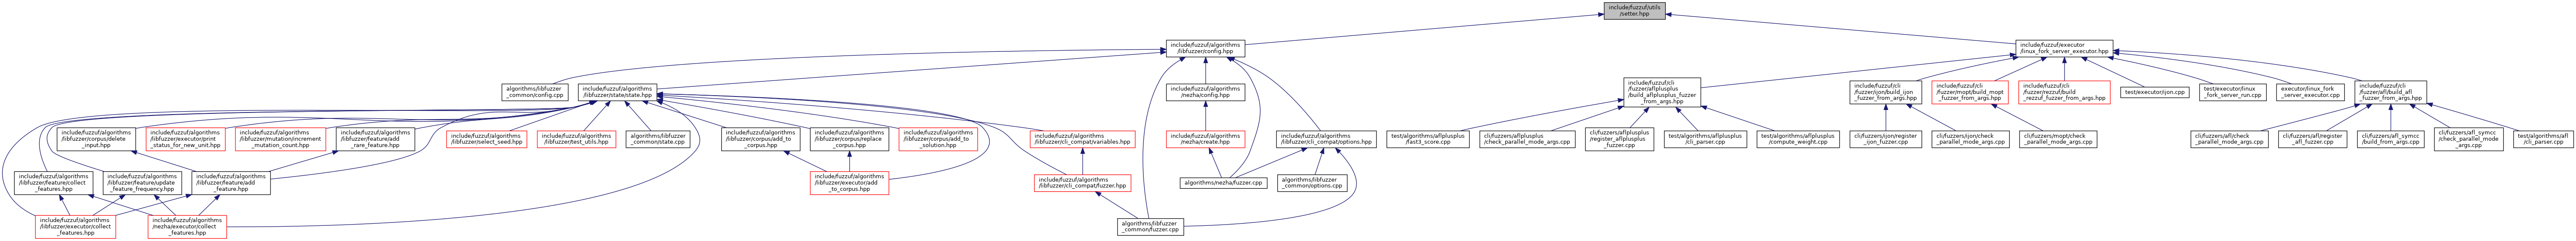 include/fuzzuf/utils
/setter.hpp
include/fuzzuf/algorithms
/libfuzzer/config.hpp
include/fuzzuf/executor
/linux_fork_server_executor.hpp
algorithms/libfuzzer
_common/config.cpp
include/fuzzuf/algorithms
/libfuzzer/state/state.hpp
include/fuzzuf/algorithms
/nezha/config.hpp
include/fuzzuf/cli
/fuzzer/aflplusplus
/build_aflplusplus_fuzzer
_from_args.hpp
include/fuzzuf/cli
/fuzzer/ijon/build_ijon
_fuzzer_from_args.hpp
include/fuzzuf/cli
/fuzzer/mopt/build_mopt
_fuzzer_from_args.hpp
include/fuzzuf/cli
/fuzzer/rezzuf/build
_rezzuf_fuzzer_from_args.hpp
test/executor/ijon.cpp
test/executor/linux
_fork_server_run.cpp
executor/linux_fork
_server_executor.cpp
include/fuzzuf/cli
/fuzzer/afl/build_afl
_fuzzer_from_args.hpp
include/fuzzuf/algorithms
/libfuzzer/corpus/delete
_input.hpp
include/fuzzuf/algorithms
/libfuzzer/executor/print
_status_for_new_unit.hpp
include/fuzzuf/algorithms
/libfuzzer/mutation/increment
_mutation_count.hpp
include/fuzzuf/algorithms
/libfuzzer/feature/add
_rare_feature.hpp
include/fuzzuf/algorithms
/libfuzzer/select_seed.hpp
include/fuzzuf/algorithms
/libfuzzer/test_utils.hpp
algorithms/libfuzzer
_common/state.cpp
include/fuzzuf/algorithms
/libfuzzer/corpus/add_to
_corpus.hpp
include/fuzzuf/algorithms
/libfuzzer/corpus/replace
_corpus.hpp
include/fuzzuf/algorithms
/libfuzzer/corpus/add_to
_solution.hpp
include/fuzzuf/algorithms
/libfuzzer/cli_compat/variables.hpp
include/fuzzuf/algorithms
/nezha/create.hpp
include/fuzzuf/algorithms
/libfuzzer/cli_compat/options.hpp
test/algorithms/aflplusplus
/fast3_score.cpp
cli/fuzzers/aflplusplus
/check_parallel_mode_args.cpp
cli/fuzzers/aflplusplus
/register_aflplusplus
_fuzzer.cpp
test/algorithms/aflplusplus
/cli_parser.cpp
test/algorithms/aflplusplus
/compute_weight.cpp
cli/fuzzers/ijon/register
_ijon_fuzzer.cpp
cli/fuzzers/ijon/check
_parallel_mode_args.cpp
cli/fuzzers/mopt/check
_parallel_mode_args.cpp
cli/fuzzers/afl/check
_parallel_mode_args.cpp
cli/fuzzers/afl/register
_afl_fuzzer.cpp
cli/fuzzers/afl_symcc
/build_from_args.cpp
cli/fuzzers/afl_symcc
/check_parallel_mode
_args.cpp
test/algorithms/afl
/cli_parser.cpp
include/fuzzuf/algorithms
/libfuzzer/feature/collect
_features.hpp
include/fuzzuf/algorithms
/libfuzzer/feature/update
_feature_frequency.hpp
include/fuzzuf/algorithms
/libfuzzer/feature/add
_feature.hpp
include/fuzzuf/algorithms
/libfuzzer/executor/add
_to_corpus.hpp
include/fuzzuf/algorithms
/libfuzzer/cli_compat/fuzzer.hpp
algorithms/nezha/fuzzer.cpp
algorithms/libfuzzer
_common/options.cpp
include/fuzzuf/algorithms
/libfuzzer/executor/collect
_features.hpp
include/fuzzuf/algorithms
/nezha/executor/collect
_features.hpp
algorithms/libfuzzer
_common/fuzzer.cpp